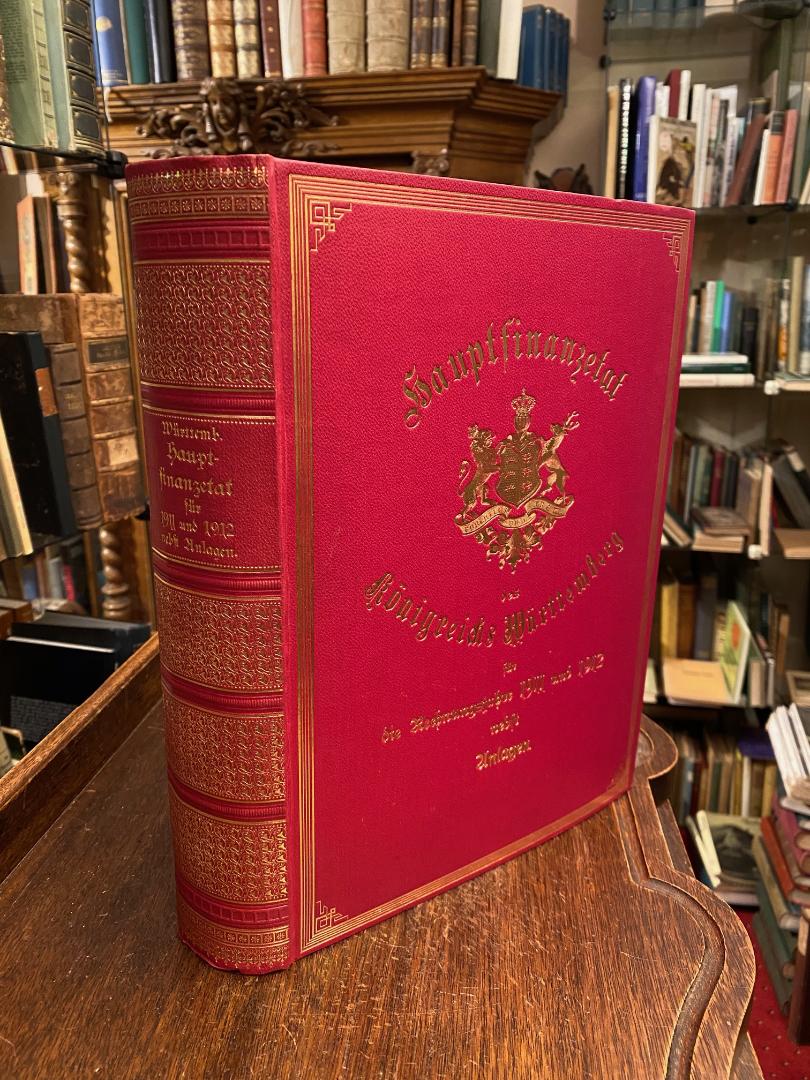 Württemb.
Haupt-
finanzetat
für
1911 und 1912
nebst Anlagen.
Hauptfinanzetat
des
Königreichs Württemberg
für
die Rechnungsjahre 1911 und 1912
nebst
Anlagen